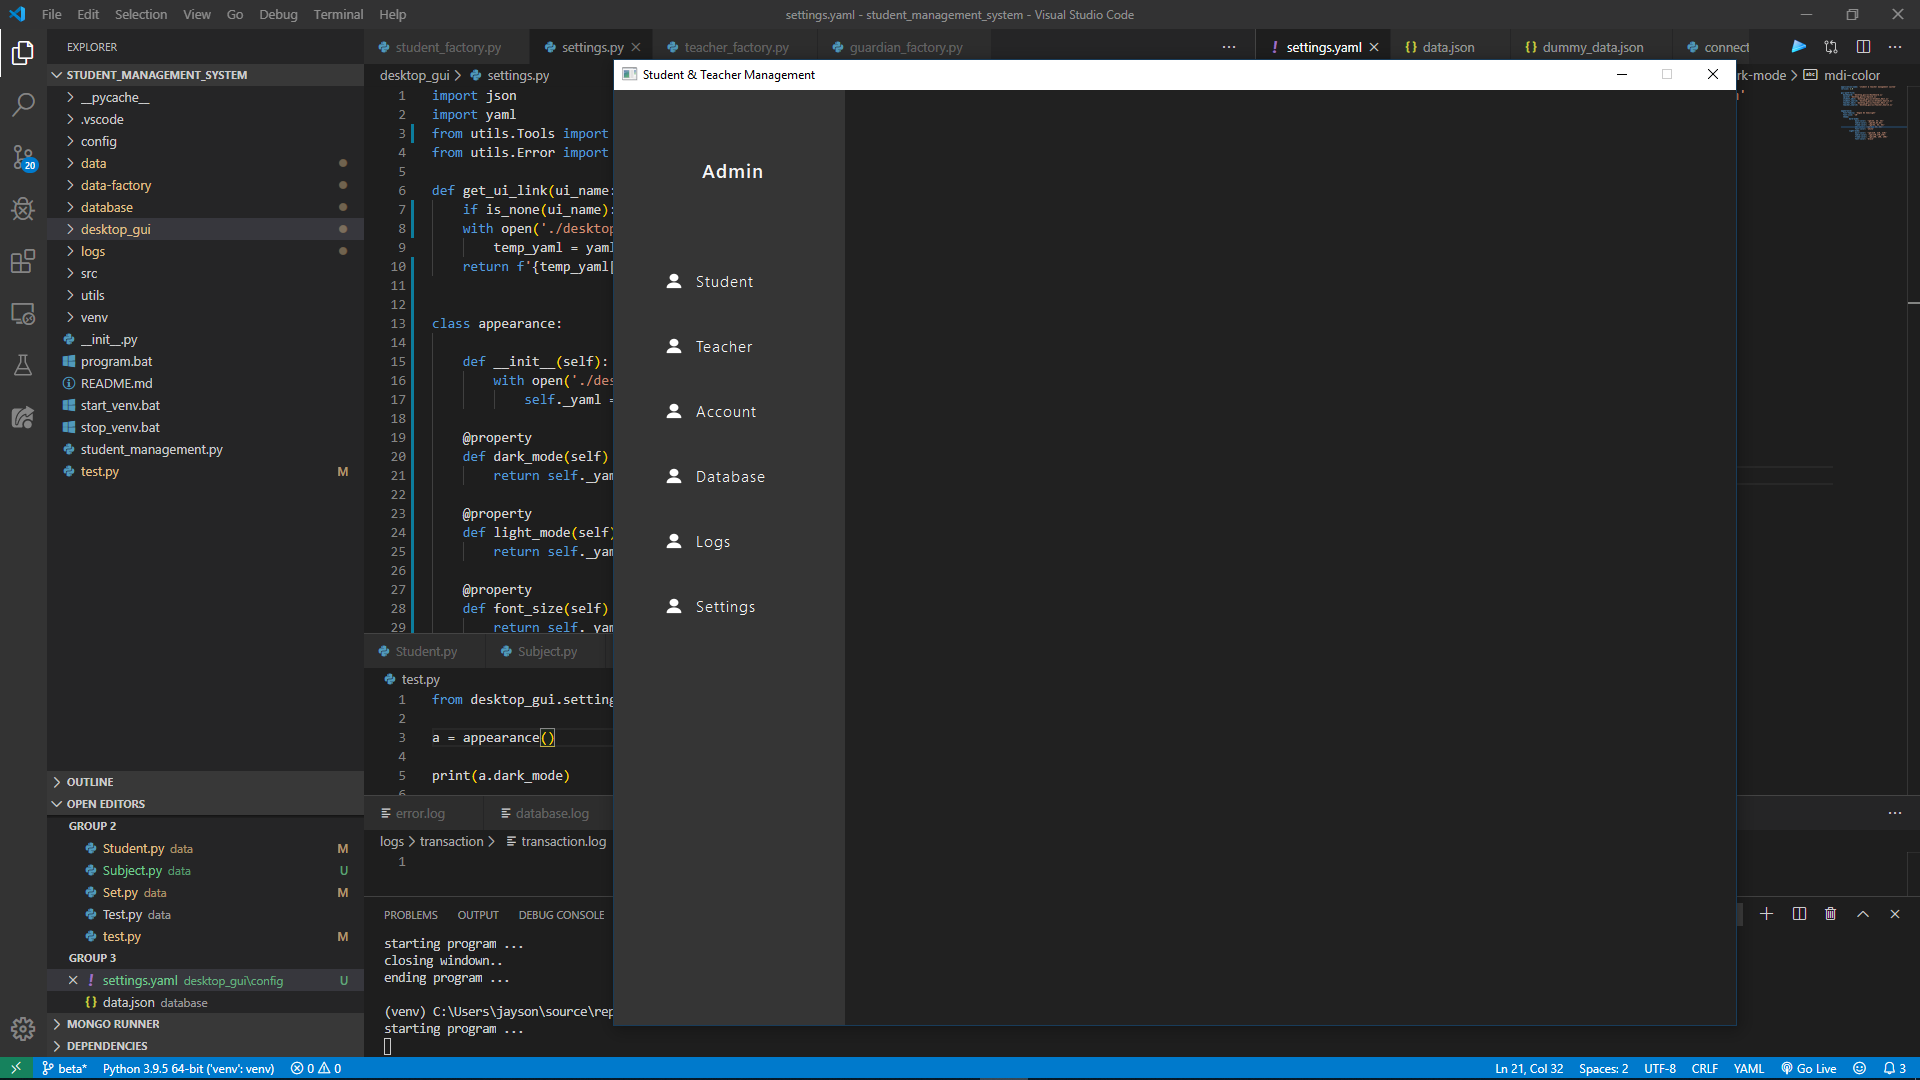 File Edit Selection View Go Debug Terminal Help
settings.yaml - student_management_system - Visual Studio Code
EXPLORER
STUDENT_MANAGEMENT_SYSTEM
__pycache__
.vscode
config
data
data-factory
database
desktop_gui
logs
src
utils
venv
__init__.py
program.bat
README.md
start_venv.bat
stop_venv.bat
student_management.py
test.py M
OUTLINE
OPEN EDITORS
GROUP 2
Student.py data M
Subject.py data U
Set.py data M
Test.py data
test.py M
GROUP 3
settings.yaml desktop_gui\config U
data.json database
MONGO RUNNER
DEPENDENCIES
20
student_factory.py settings.py teacher_factory.py guardian_factory.py ···
desktop_gui > settings.py
1 import json
2 import yaml
3 from utils.Tools import
4 from utils.Error import
5
6 def get_ui_link(ui_name:
7 if is_none(ui_name):
8 with open('./desktop
9 temp_yaml = yaml
10 return f'{temp_yaml[
11
12
13 class appearance:
14
15 def __init__(self):
16 with open('./des
17 self._yaml =
18
19 @property
20 def dark_mode(self)
21 return self._yam
22
23 @property
24 def light_mode(self)
25 return self._yam
26
27 @property
28 def font_size(self)
29 return self._yam
Student.py Subject.py
test.py
1 from desktop_gui.setting
2
3 a = appearance()
4
5 print(a.dark_mode)
6
error.log database.log
logs > transaction > transaction.log
1
PROBLEMS OUTPUT DEBUG CONSOLE
starting program ...
closing windown..
ending program ...
(venv) C:\Users\jayson\source\rep
starting program ...
settings.yaml data.json dummy_data.json connect
rk-mode > mdi-color
Student & Teacher Management
Admin
Student
Teacher
Account
Database
Logs
Settings
beta* Python 3.9.5 64-bit ('venv': venv) 0 0
Ln 21, Col 32 Spaces: 2 UTF-8 CRLF YAML Go Live 3